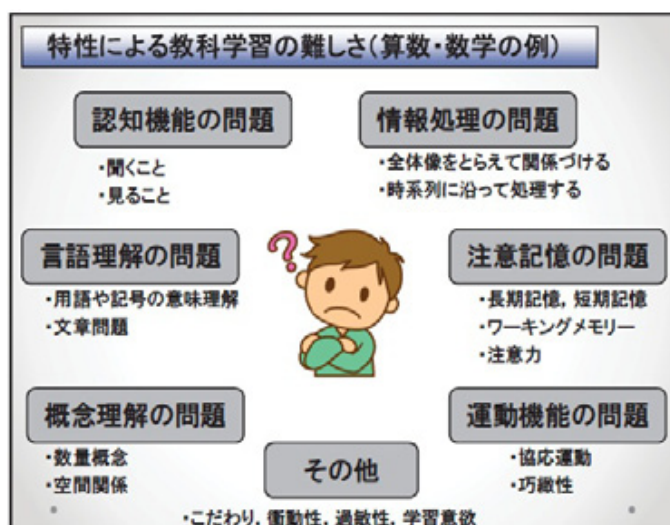 特性による教科学習の難しさ(算数・数学の例)
認知機能の問題
・聞くこと
・見ること
情報処理の問題
・全体像をとらえて関係づける
・時系列に沿って処理する
言語理解の問題
・用語や記号の意味理解
・文章問題
?
注意記憶の問題
・長期記憶，短期記憶
・ワーキングメモリー
・注意力
概念理解の問題
・数量概念
・空間関係
運動機能の問題
・協応運動
・巧緻性
その他
・こだわり，衝動性，過敏性，学習意欲